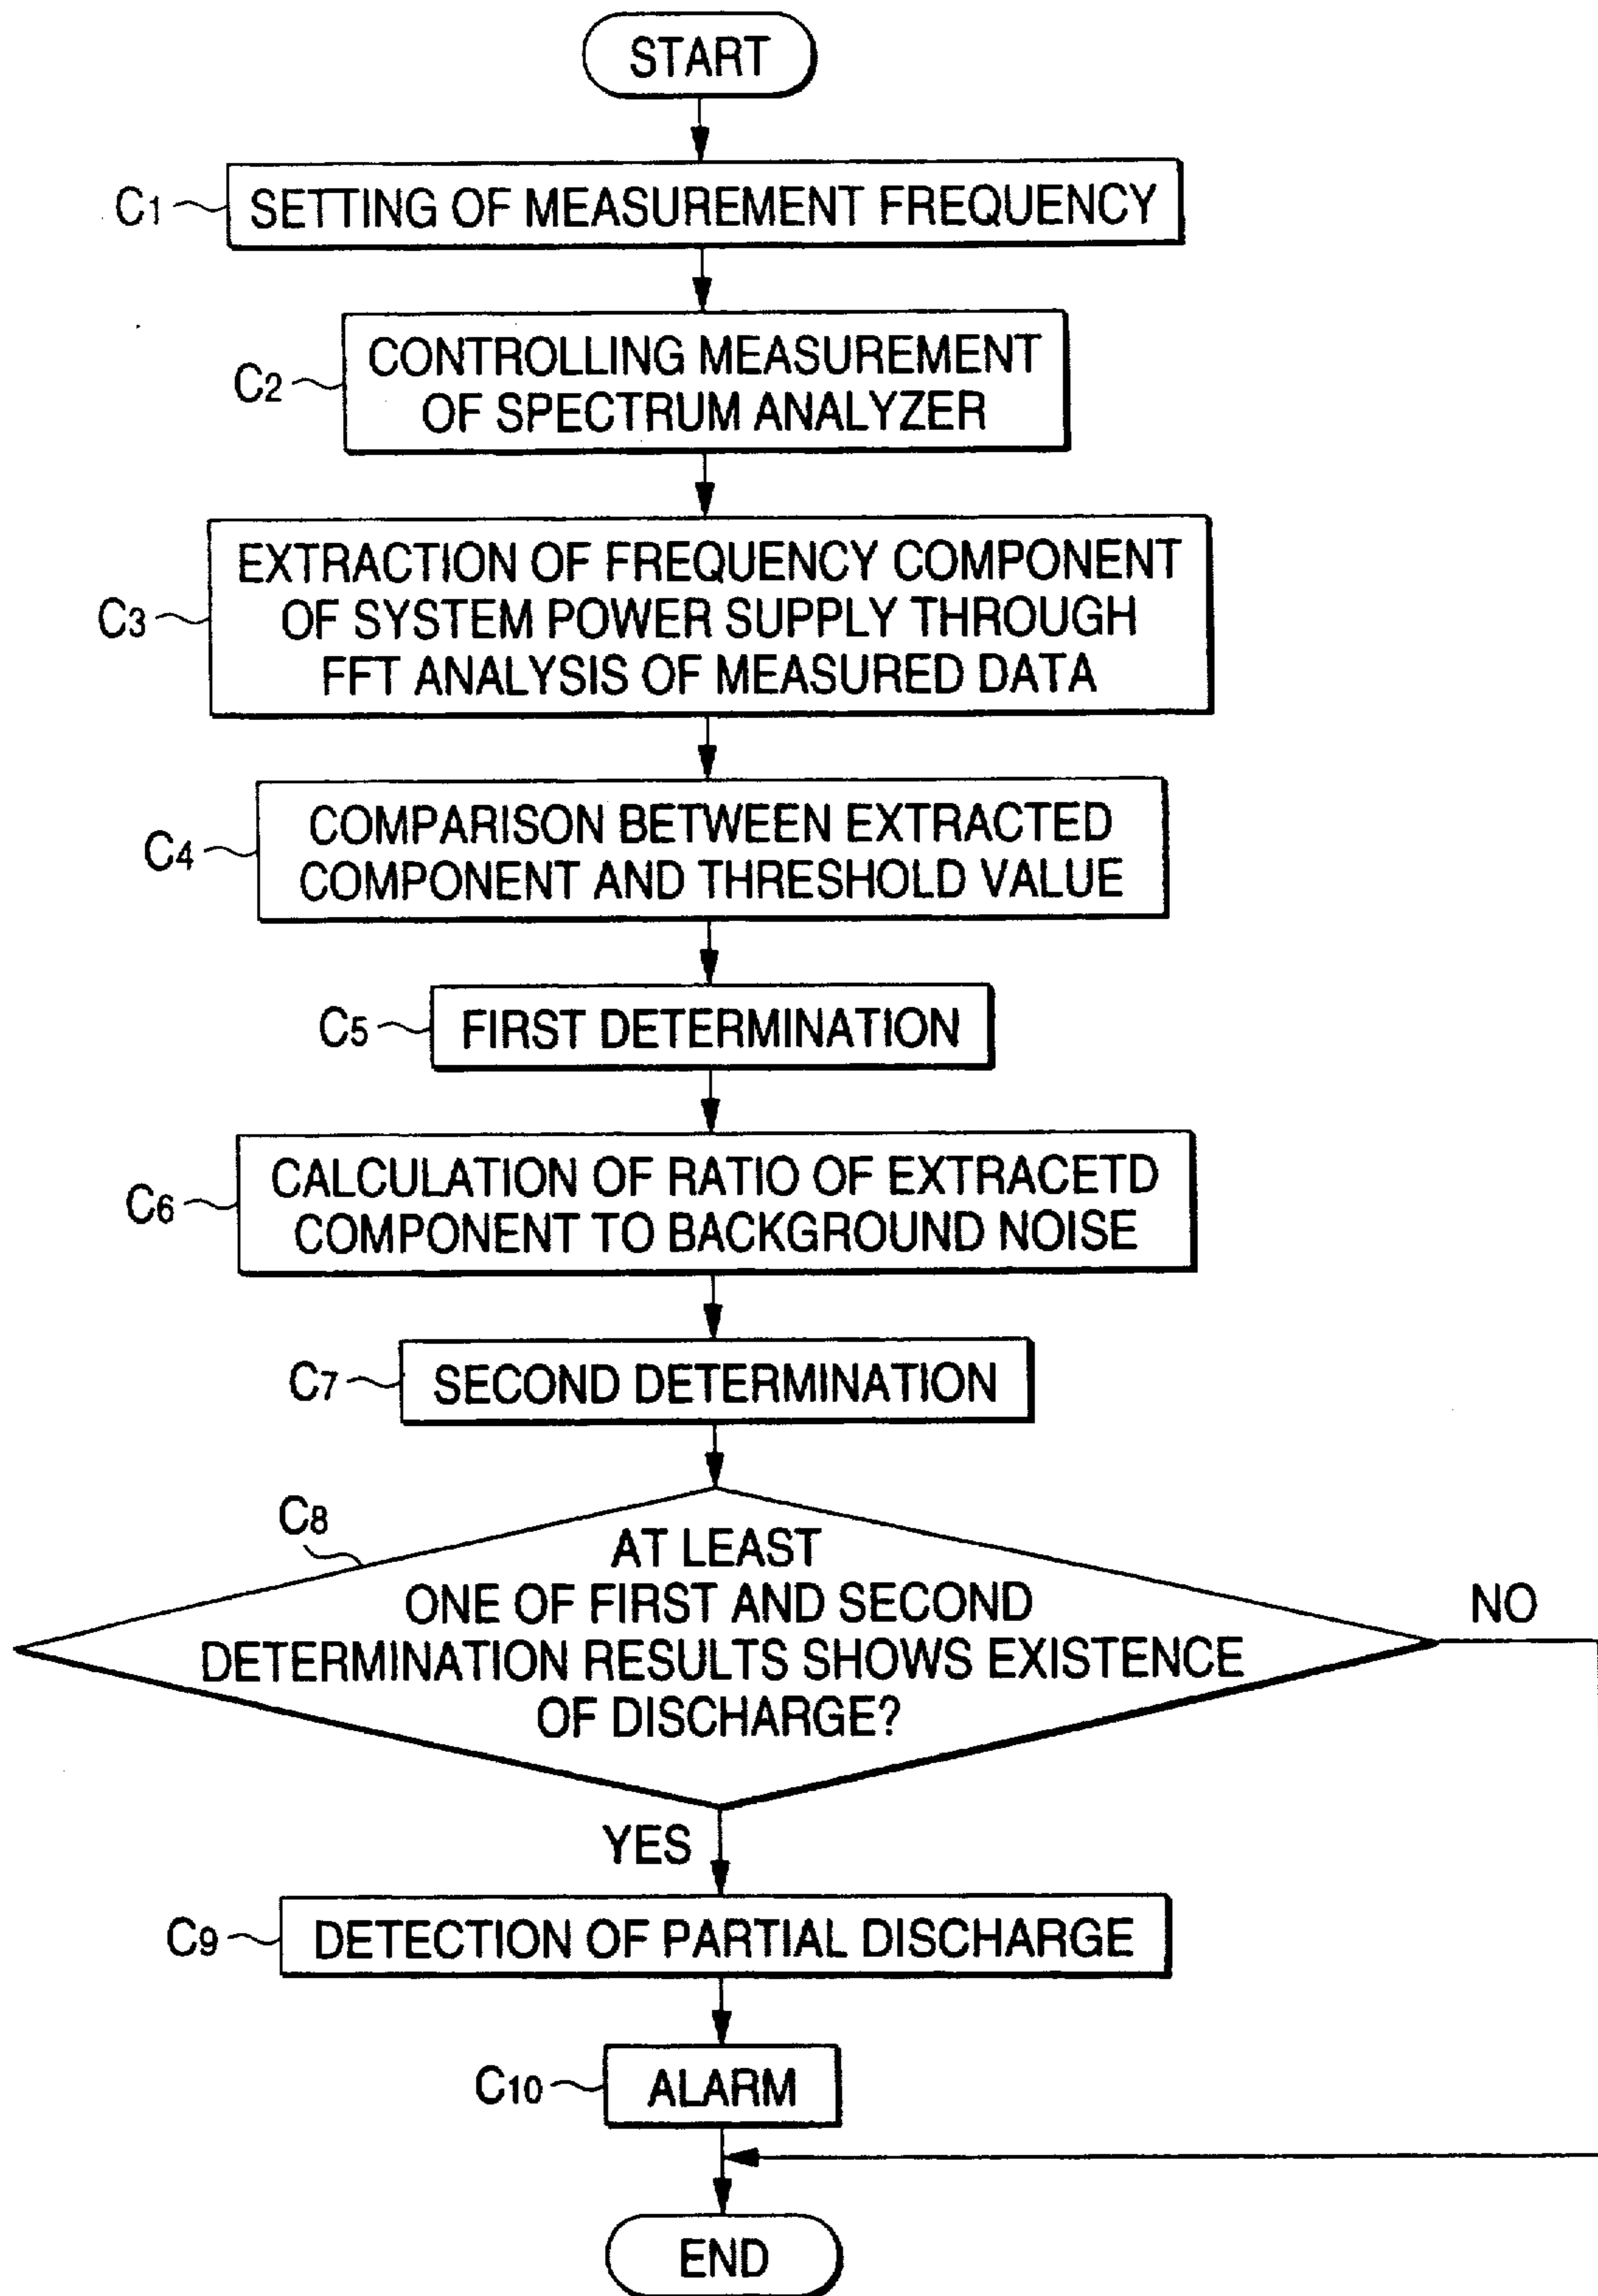 START
C1 SETTING OF MEASUREMENT FREQUENCY
C2 CONTROLLING MEASUREMENT
OF SPECTRUM ANALYZER
C3 EXTRACTION OF FREQUENCY COMPONENT
OF SYSTEM POWER SUPPLY THROUGH
FFT ANALYSIS OF MEASURED DATA
C4 COMPARISON BETWEEN EXTRACTED
COMPONENT AND THRESHOLD VALUE
C5 FIRST DETERMINATION
C6 CALCULATION OF RATIO OF EXTRACETD
COMPONENT TO BACKGROUND NOISE
C7 SECOND DETERMINATION
C8
AT LEAST
ONE OF FIRST AND SECOND
DETERMINATION RESULTS SHOWS EXISTENCE
OF DISCHARGE?
NO
YES
C9 DETECTION OF PARTIAL DISCHARGE
C10 ALARM
END